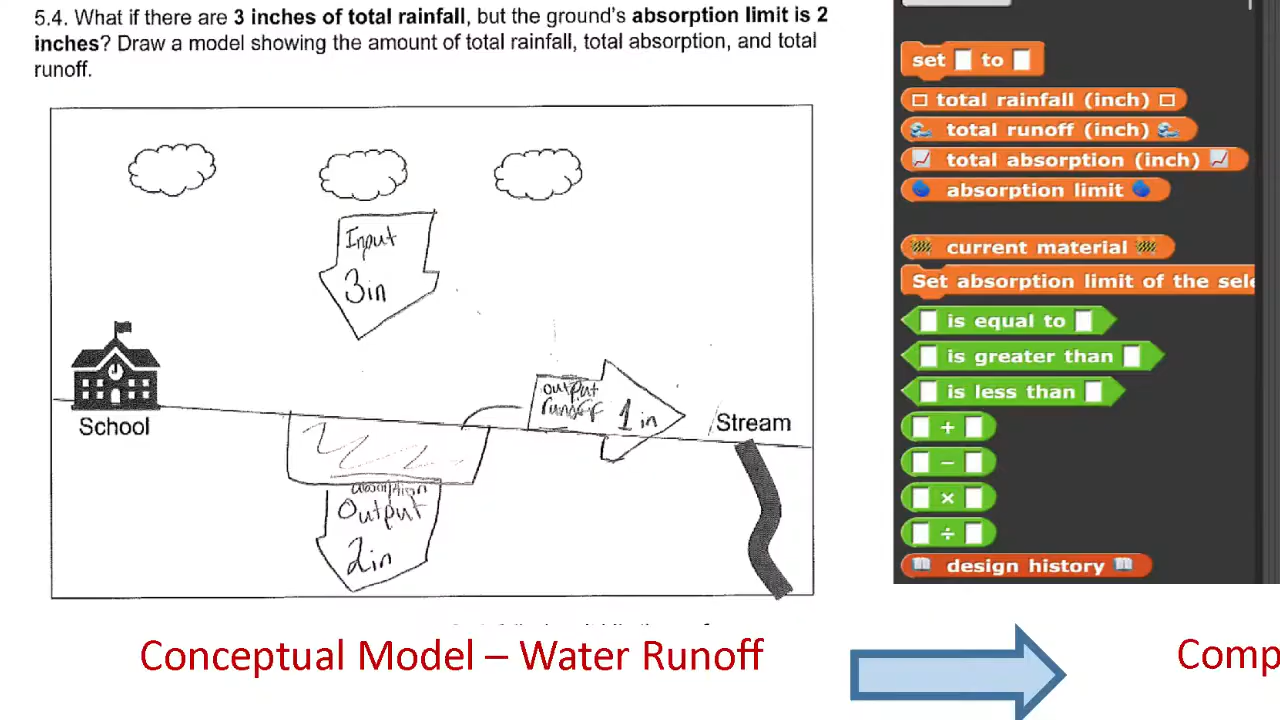 5.4. What if there are 3 inches of total rainfall, but the ground's absorption limit is 2
inches? Draw a model showing the amount of total rainfall, total absorption, and total
runoff.
Input
3in
School
output
runoff 1 in
Stream
absorption
Output
2in
set to
total rainfall (inch)
total runoff (inch)
total absorption (inch)
absorption limit
current material
Set absorption limit of the sele
is equal to
is greater than
is less than
+
−
×
÷
design history
Conceptual Model – Water Runoff
Comp